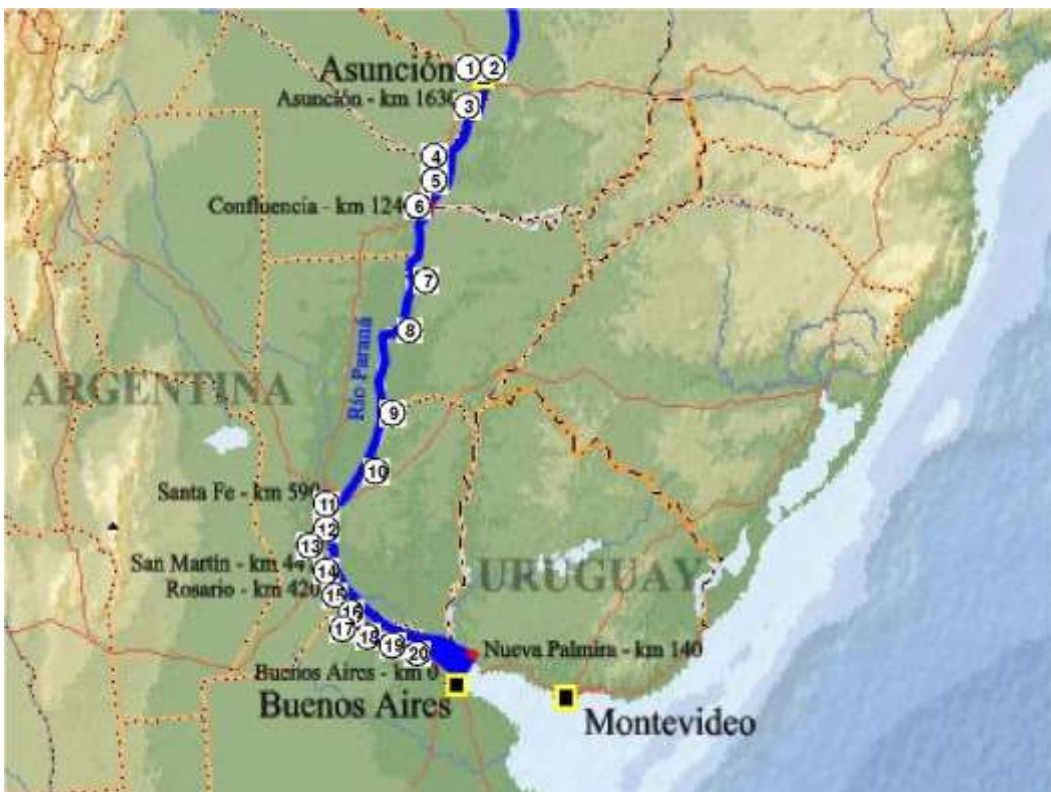 Asunción 1 2
Asunción - km 1630
3
4
5
Confluencia - km 124
6
7
8
Río Paraná
ARGENTINA
9
10
Santa Fe - km 590
11
12
13
San Martín - km 44
14
URUGUAY
Rosario - km 420
15
16
17
18
19
20
Nueva Palmira - km 140
Buenos Aires - km 0
Buenos Aires
Montevideo